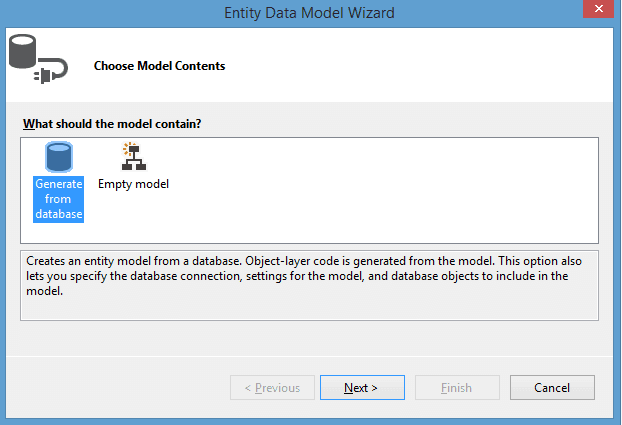 Entity Data Model Wizard
Choose Model Contents
What should the model contain?
Generate
from
database
Empty model
Creates an entity model from a database. Object-layer code is generated from the model. This option also
lets you specify the database connection, settings for the model, and database objects to include in the
model.
< Previous
Next >
Finish
Cancel